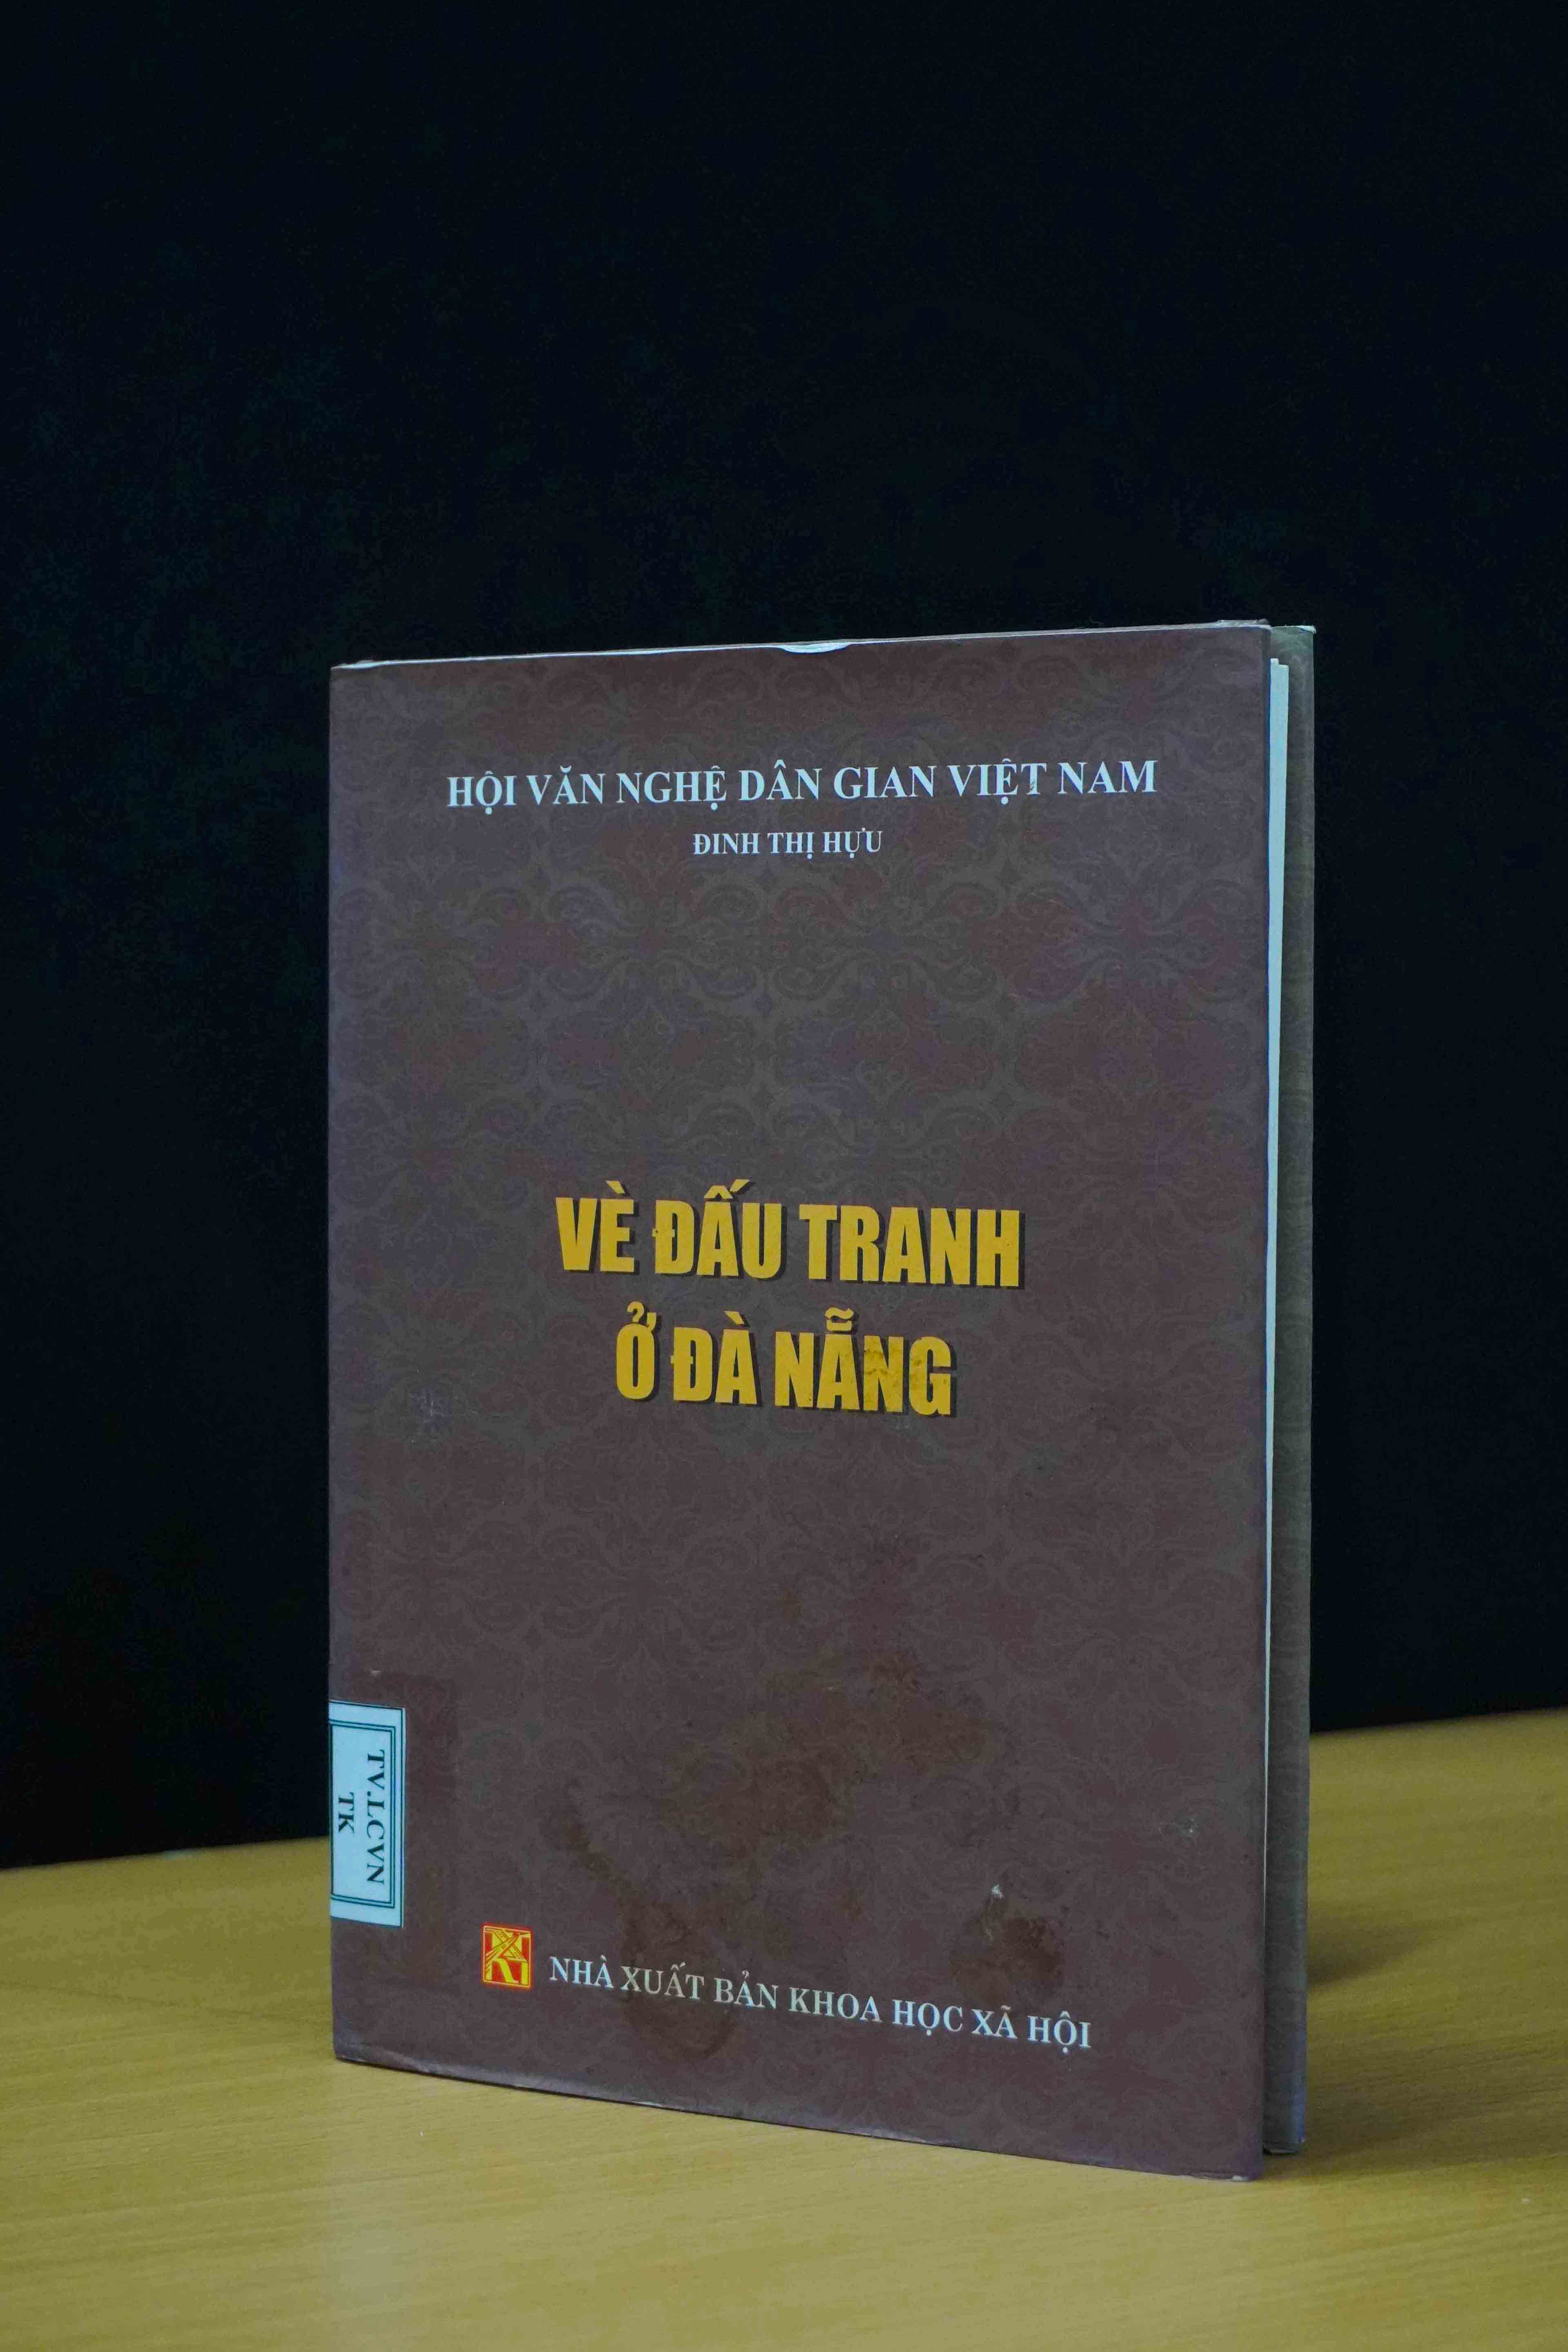 HỘI VĂN NGHỆ DÂN GIAN VIỆT NAM
ĐINH THỊ HỰU
VÈ ĐẤU TRANH
Ở ĐÀ NẴNG
TV.LCVN
TK
NHÀ XUẤT BẢN KHOA HỌC XÃ HỘI